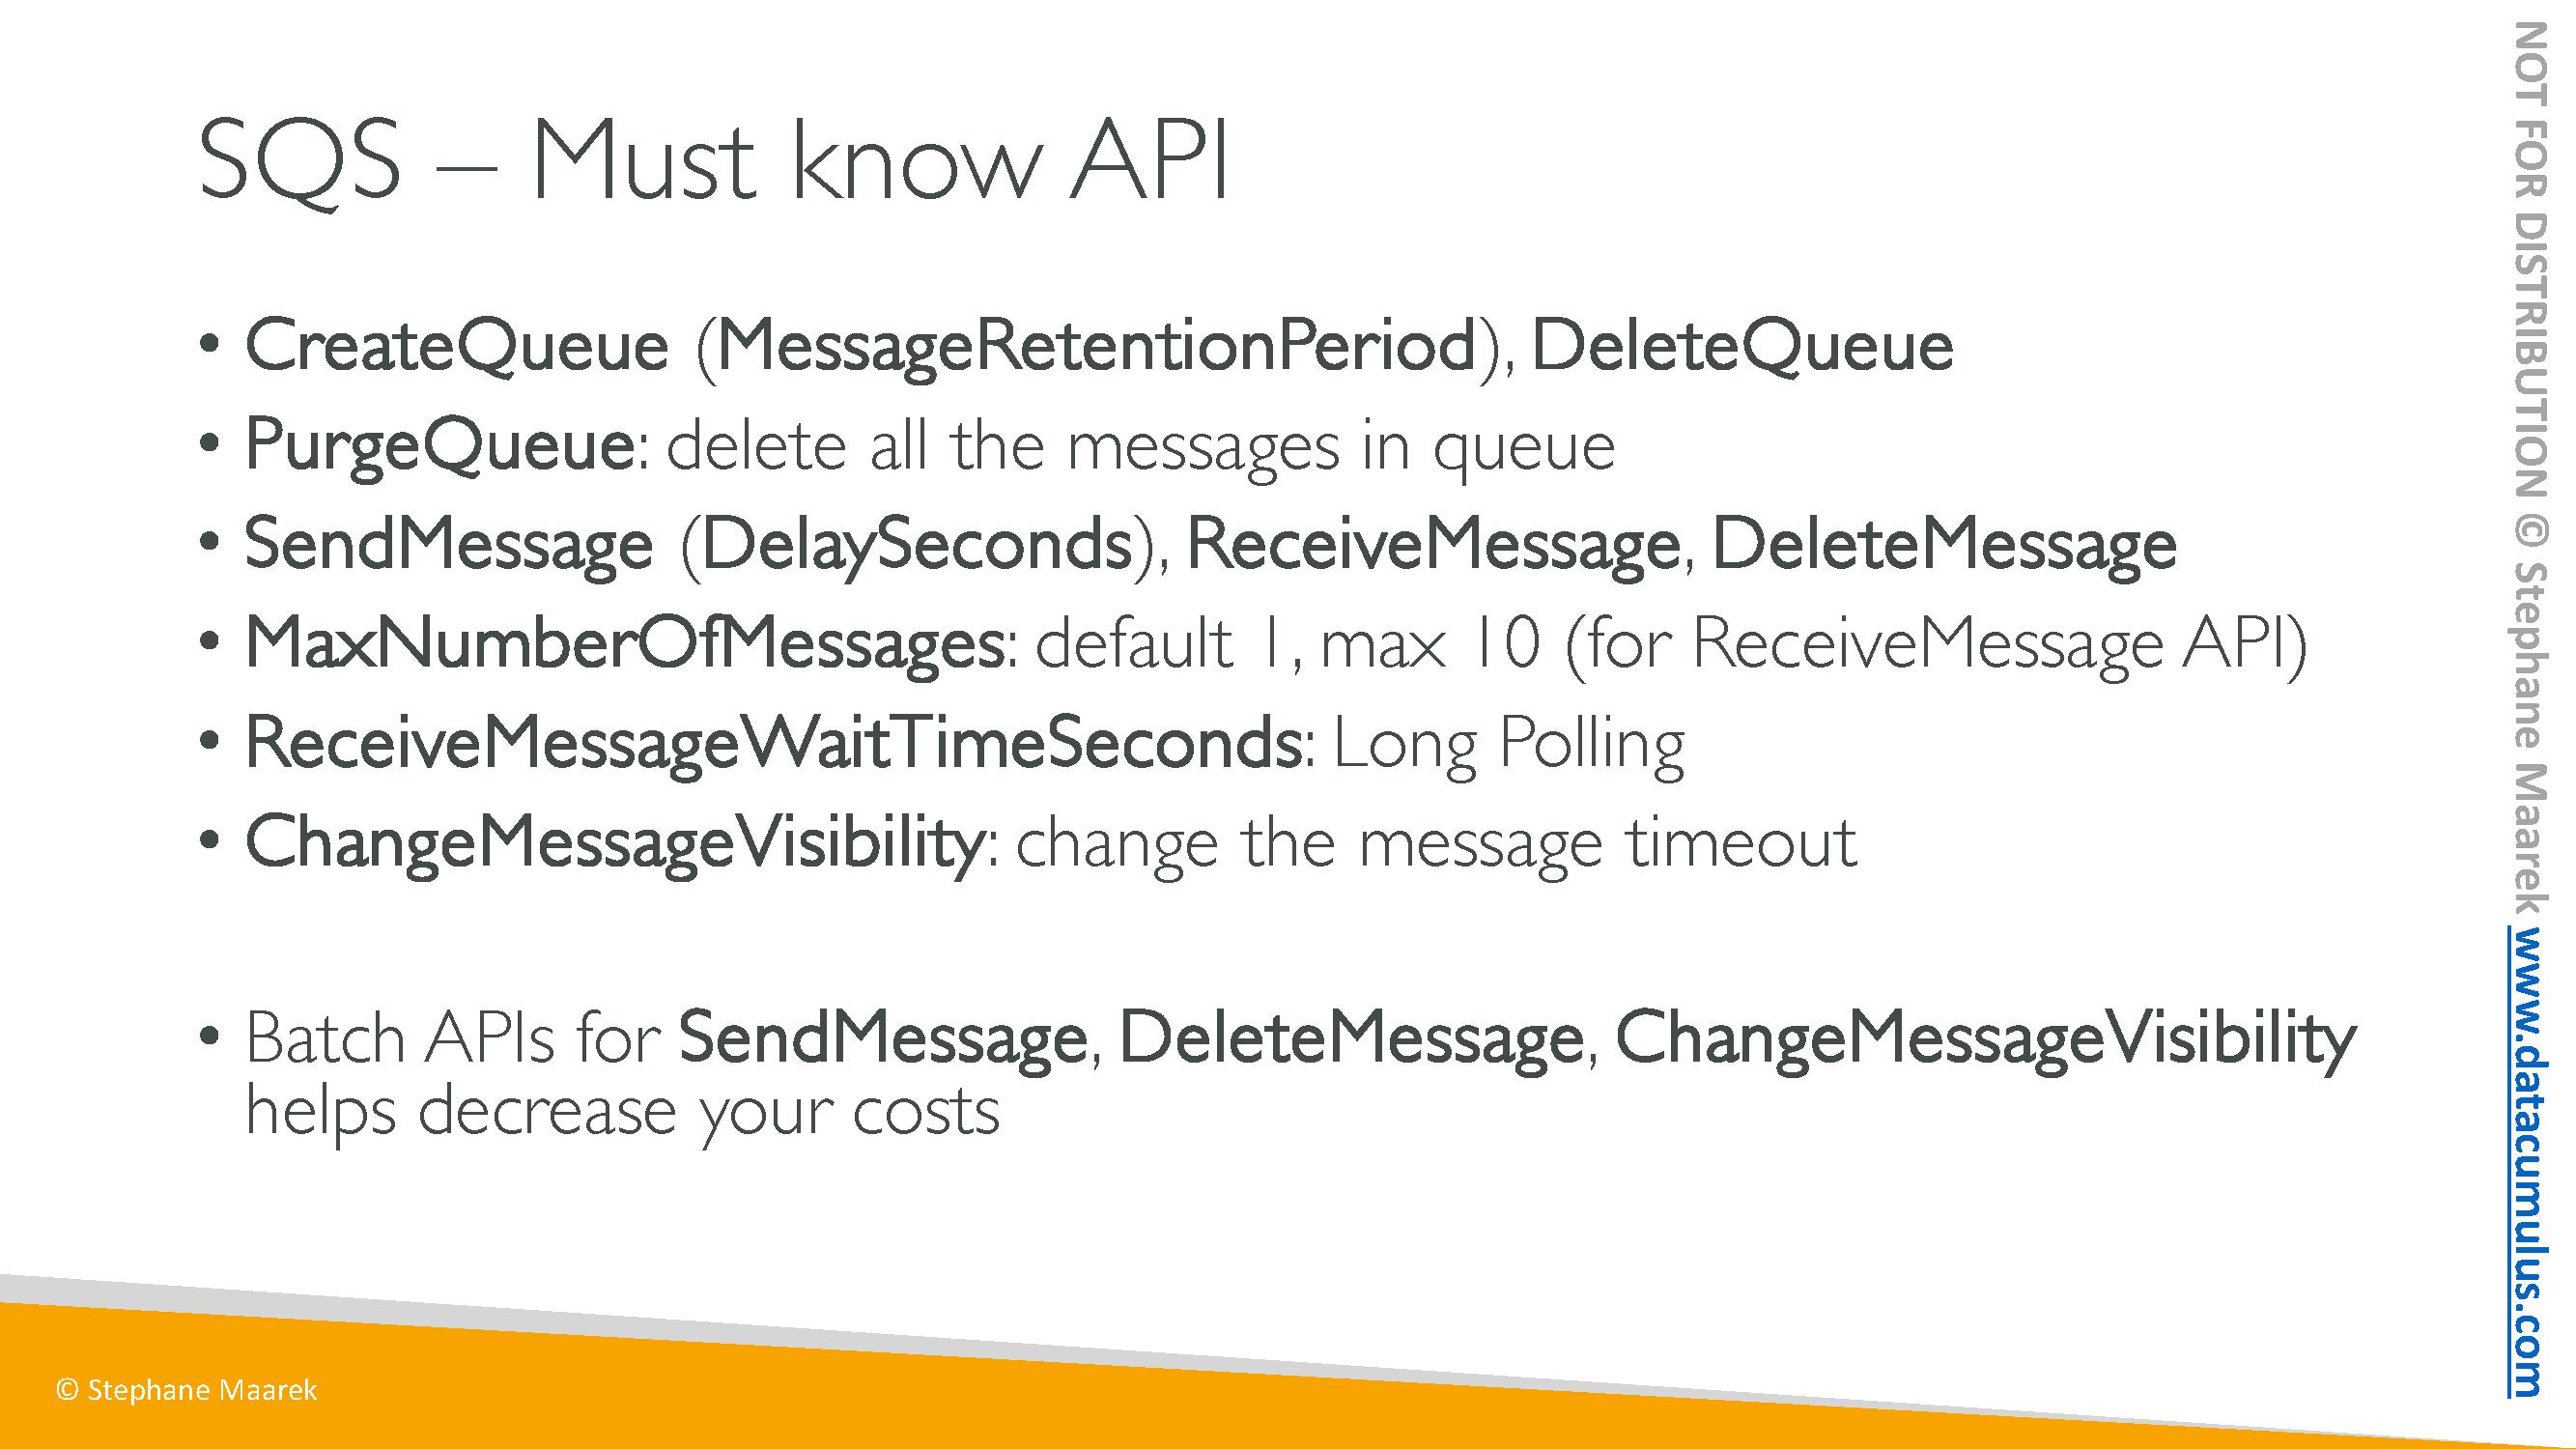 SQS – Must know API
• CreateQueue (MessageRetentionPeriod), DeleteQueue
• PurgeQueue: delete all the messages in queue
• SendMessage (DelaySeconds), ReceiveMessage, DeleteMessage
• MaxNumberOfMessages: default 1, max 10 (for ReceiveMessage API)
• ReceiveMessageWaitTimeSeconds: Long Polling
• ChangeMessageVisibility: change the message timeout
• Batch APIs for SendMessage, DeleteMessage, ChangeMessageVisibility
helps decrease your costs
© Stephane Maarek
NOT FOR DISTRIBUTION © Stephane Maarek www.datacumulus.com